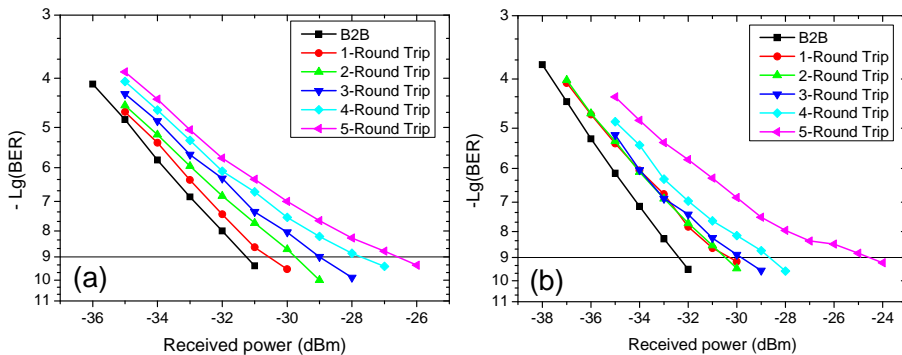 3
4
5
6
7
8
9
10
11
- Lg(BER)
B2B
1-Round Trip
2-Round Trip
3-Round Trip
4-Round Trip
5-Round Trip
(a)
-36 -34 -32 -30 -28 -26
Received power (dBm)
3
4
5
6
7
8
9
10
11
-Lg(BER)
B2B
1-Round Trip
2-Round Trip
3-Round Trip
4-Round Trip
5-Round Trip
(b)
-38 -36 -34 -32 -30 -28 -26 -24
Received power (dBm)